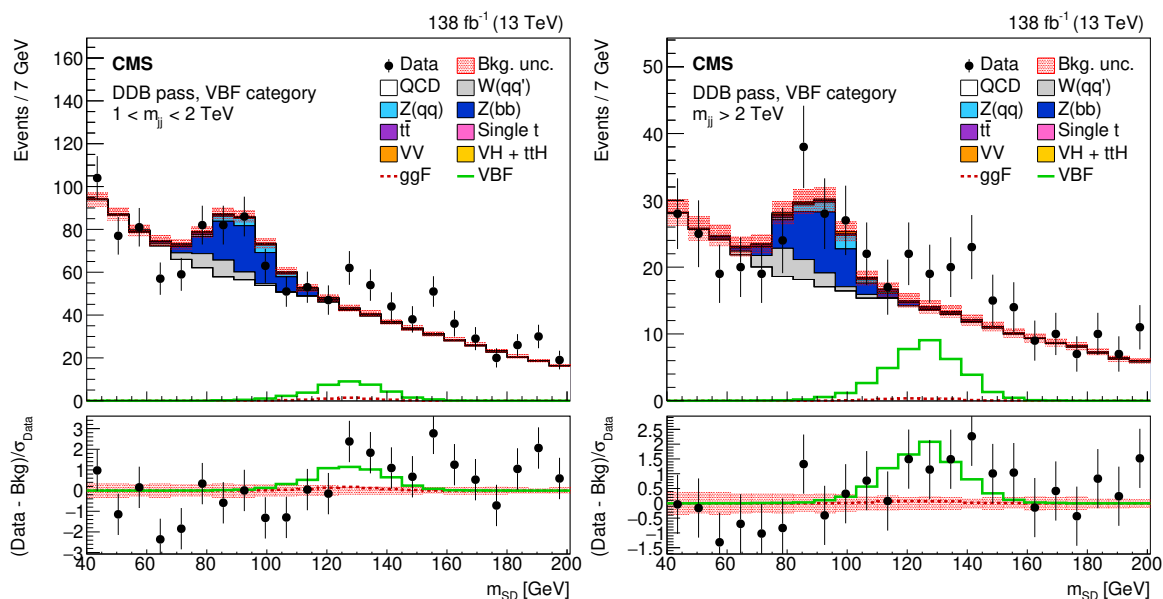 138 fb⁻¹ (13 TeV)
CMS
DDB pass, VBF category
1 < m_jj < 2 TeV
Data
Bkg. unc.
QCD
W(qq')
Z(qq)
Z(bb)
tt̄
Single t
VV
VH + ttH
ggF
VBF
Events / 7 GeV
160
140
120
100
80
60
40
20
0
(Data - Bkg)/σ_Data
3
2
1
0
−1
−2
−3
40 60 80 100 120 140 160 180 200
m_SD [GeV]
138 fb⁻¹ (13 TeV)
CMS
DDB pass, VBF category
m_jj > 2 TeV
Data
Bkg. unc.
QCD
W(qq')
Z(qq)
Z(bb)
tt̄
Single t
VV
VH + ttH
ggF
VBF
Events / 7 GeV
50
40
30
20
10
0
(Data - Bkg)/σ_Data
2.5
2
1.5
1
0.5
0
−0.5
−1
−1.5
40 60 80 100 120 140 160 180 200
m_SD [GeV]